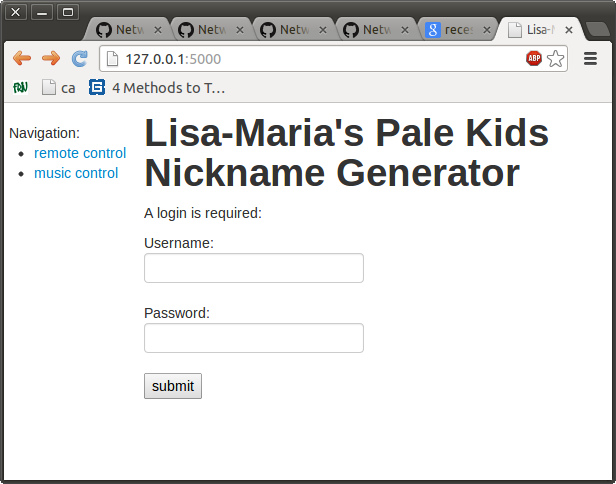 Netw
Netw
Netw
Netw
reces
Lisa-M
127.0.0.1:5000
ABP
ca
4 Methods to T...
Navigation:
remote control
music control
Lisa-Maria's Pale Kids
Nickname Generator
A login is required:
Username:
Password:
submit